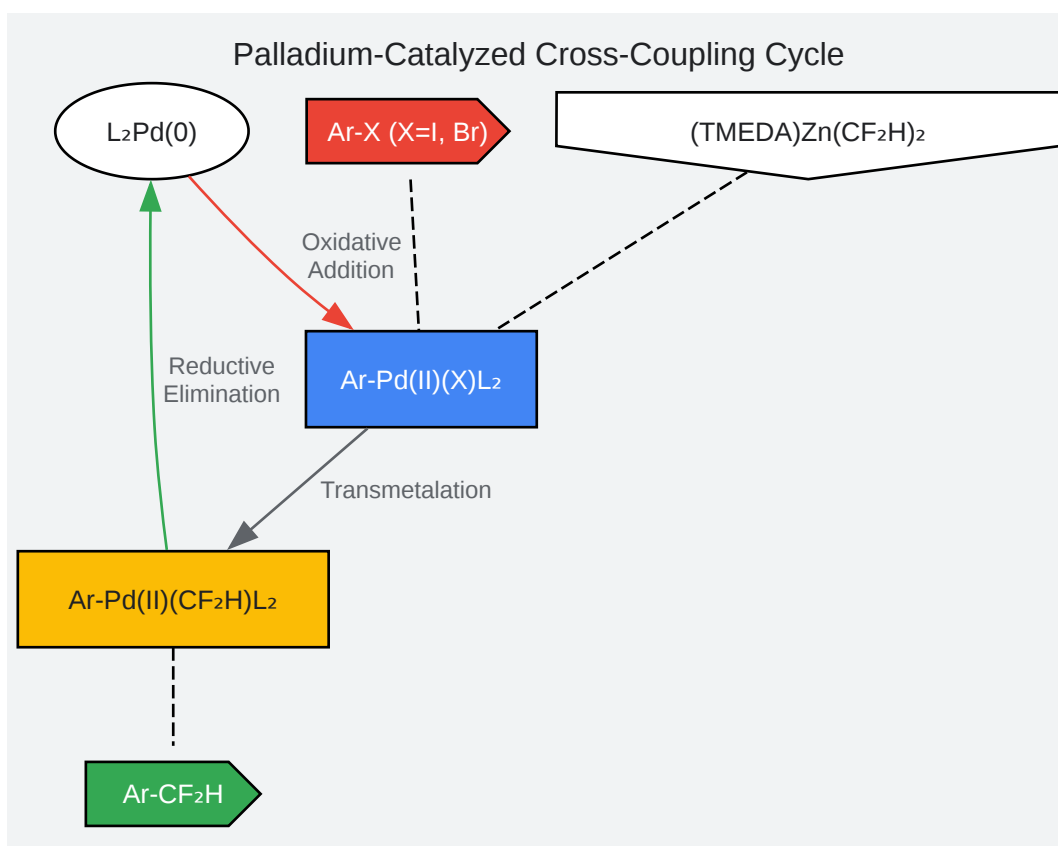 Palladium-Catalyzed Cross-Coupling Cycle
L₂Pd(0)
Ar-X (X=I, Br)
(TMEDA)Zn(CF₂H)₂
Oxidative
Addition
Reductive
Elimination
Ar-Pd(II)(X)L₂
Transmetalation
Ar-Pd(II)(CF₂H)L₂
Ar-CF₂H